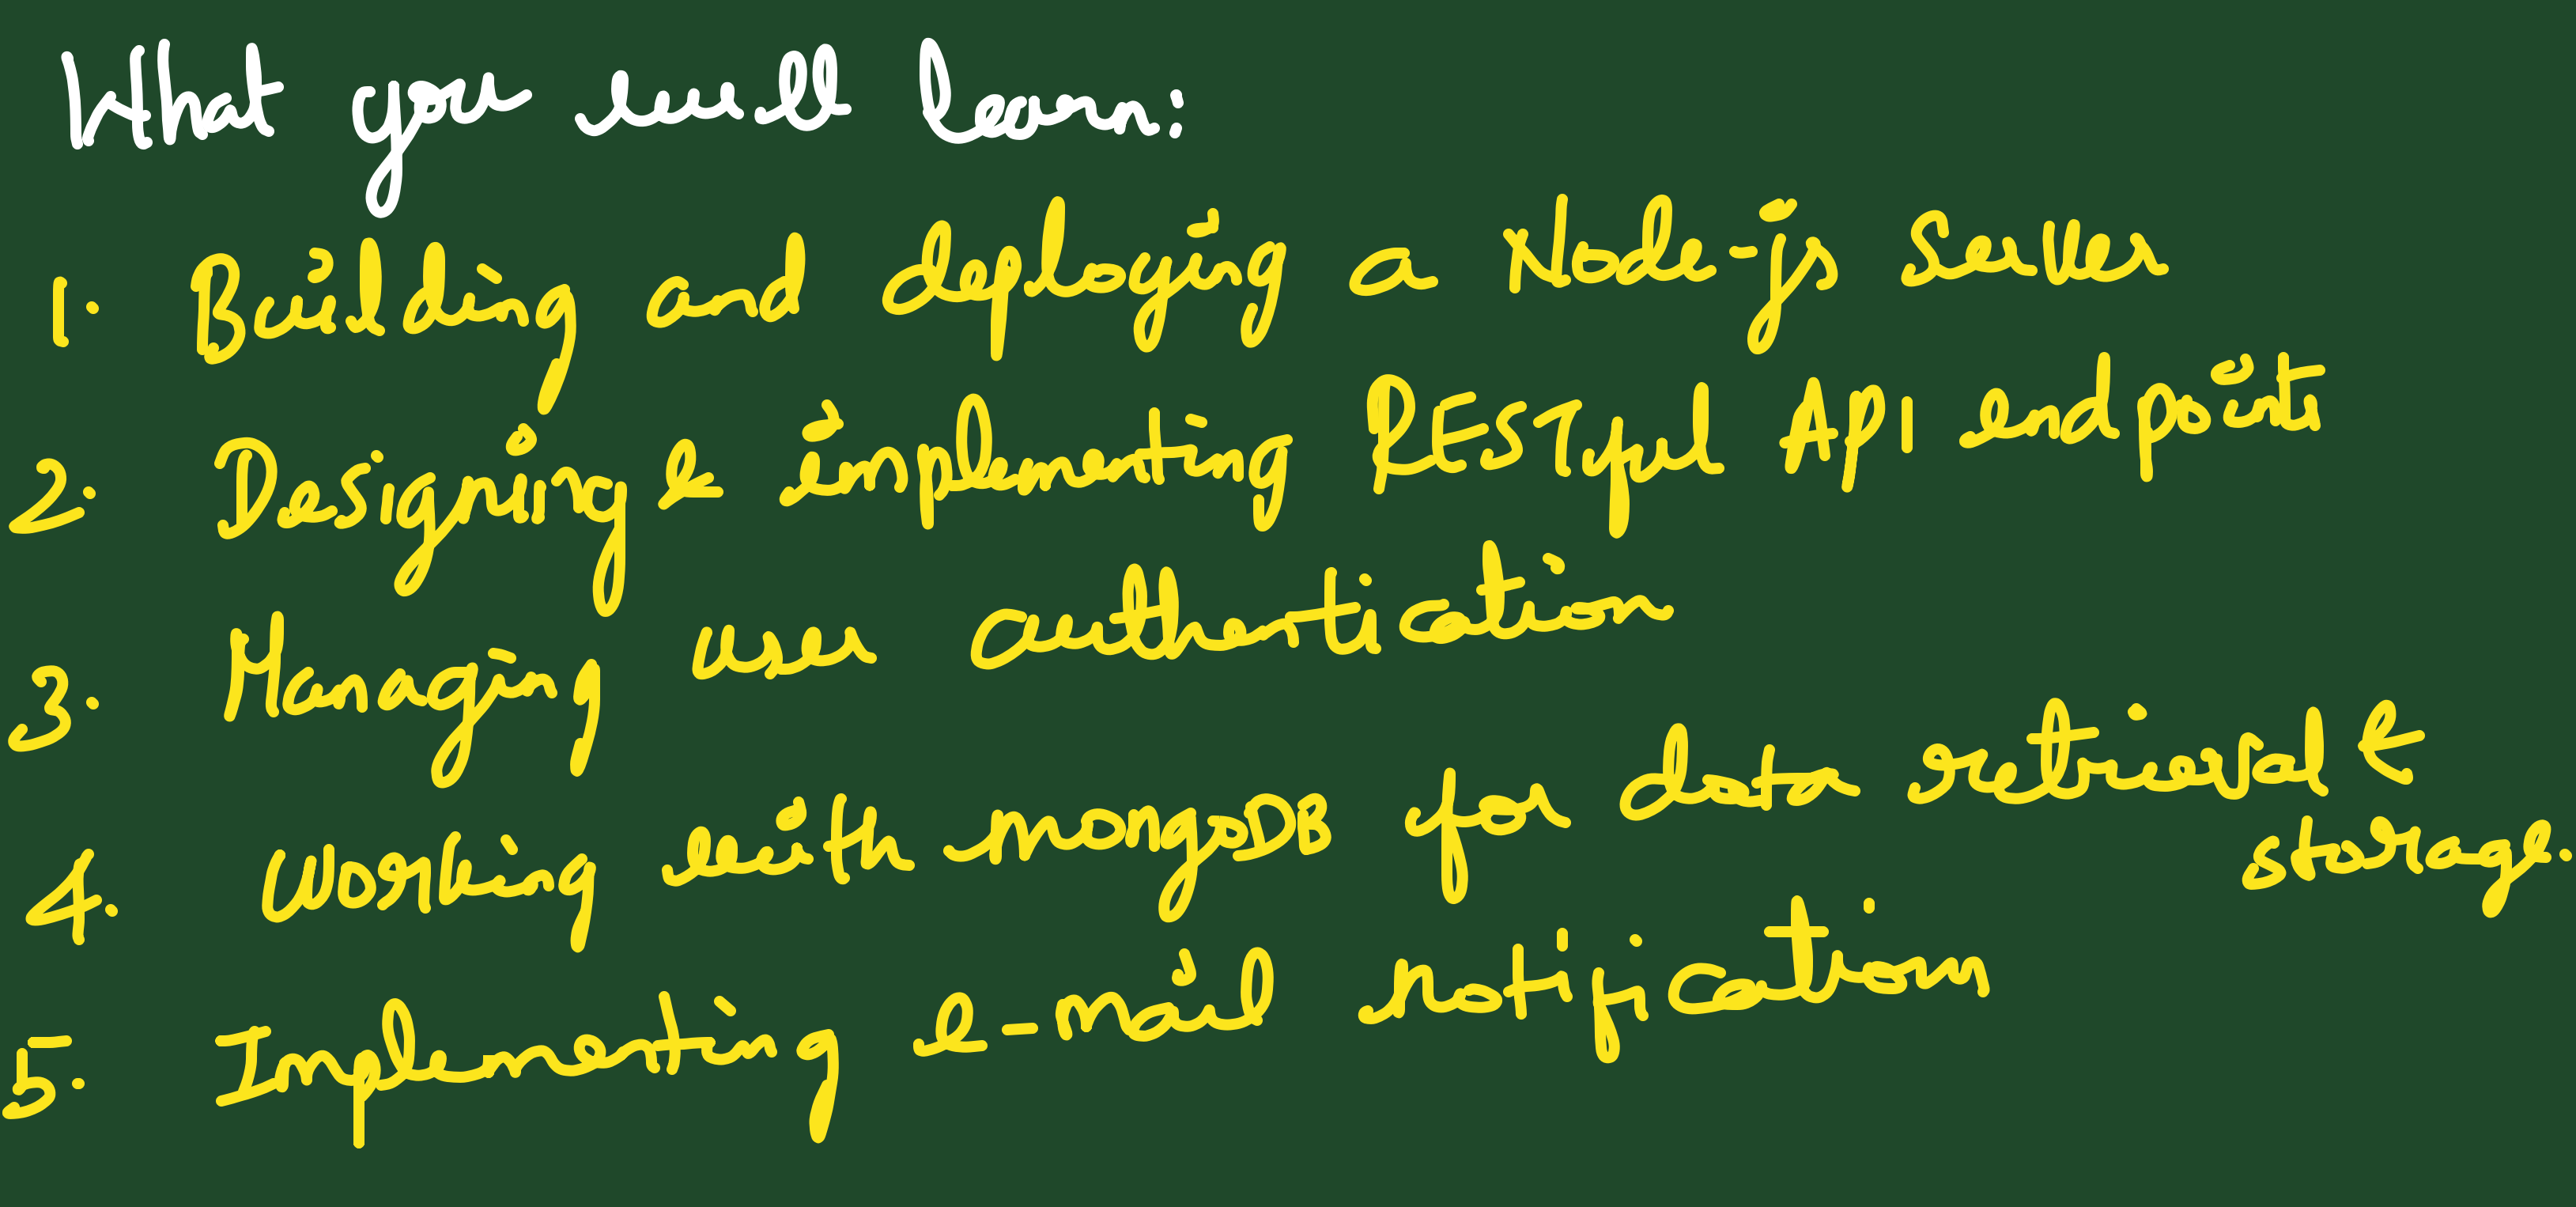 What you will learn:
1. Building and deploying a Node-js Server
2. Designing & implementing RESTful API endpoints
3. Managing user authentication
4. Working with mongoDB for data retrieval &
storage.
5. Implementing e-mail notification